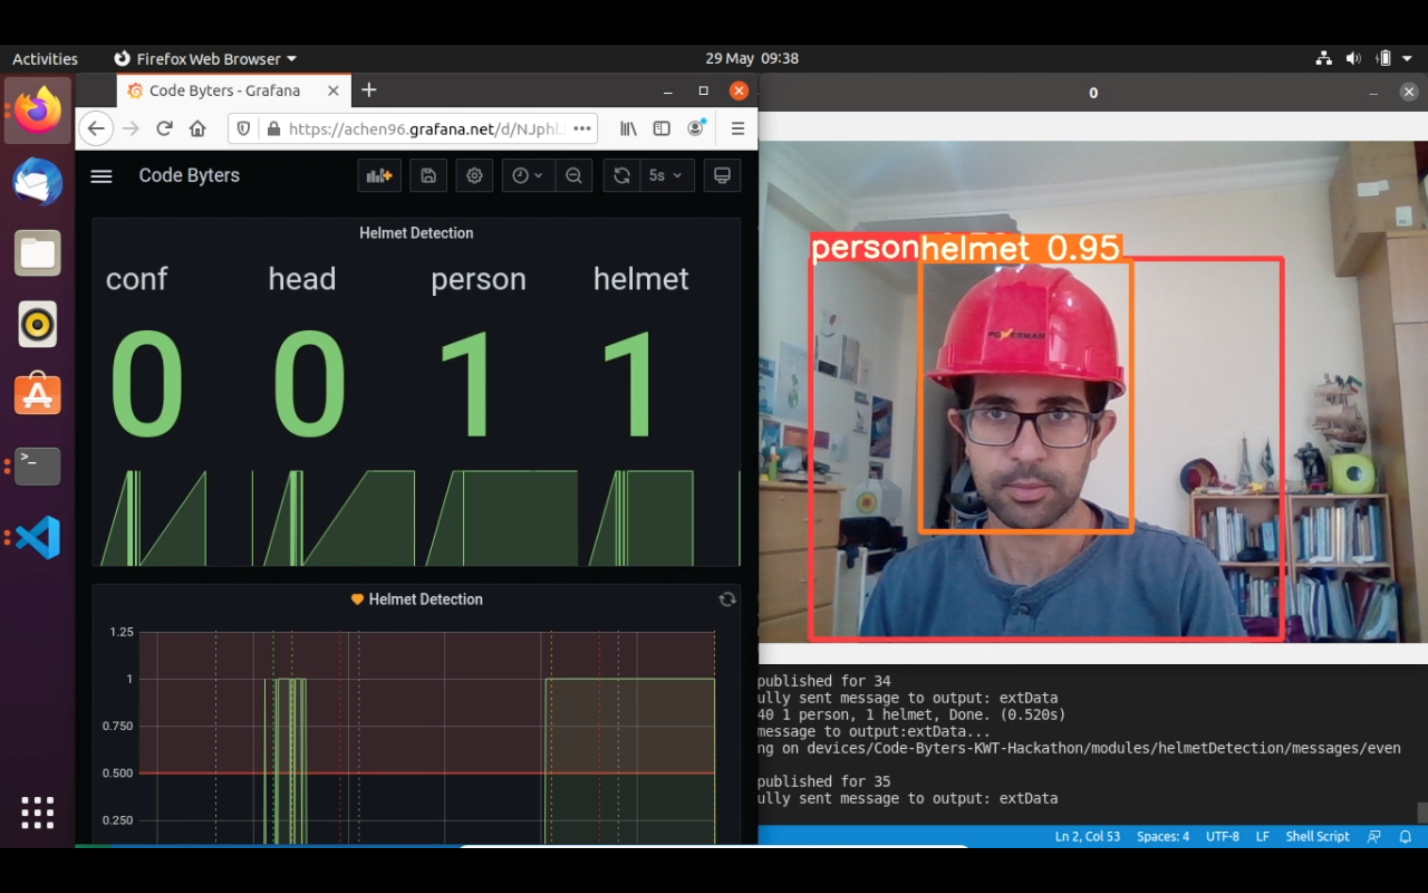 Activities
Firefox Web Browser
29 May 09:38
Code Byters - Grafana
https://achen96.grafana.net/d/NJphL
Code Byters
5s
Helmet Detection
conf head person helmet
0 0 1 1
Helmet Detection
1.25
1
0.750
0.500
0.250
0
person helmet 0.95
POWERMAN
published for 34
ully sent message to output: extData
40 1 person, 1 helmet, Done. (0.520s)
message to output:extData...
ng on devices/Code-Byters-KWT-Hackathon/modules/helmetDetection/messages/even
published for 35
ully sent message to output: extData
Ln 2, Col 53 Spaces: 4 UTF-8 LF Shell Script